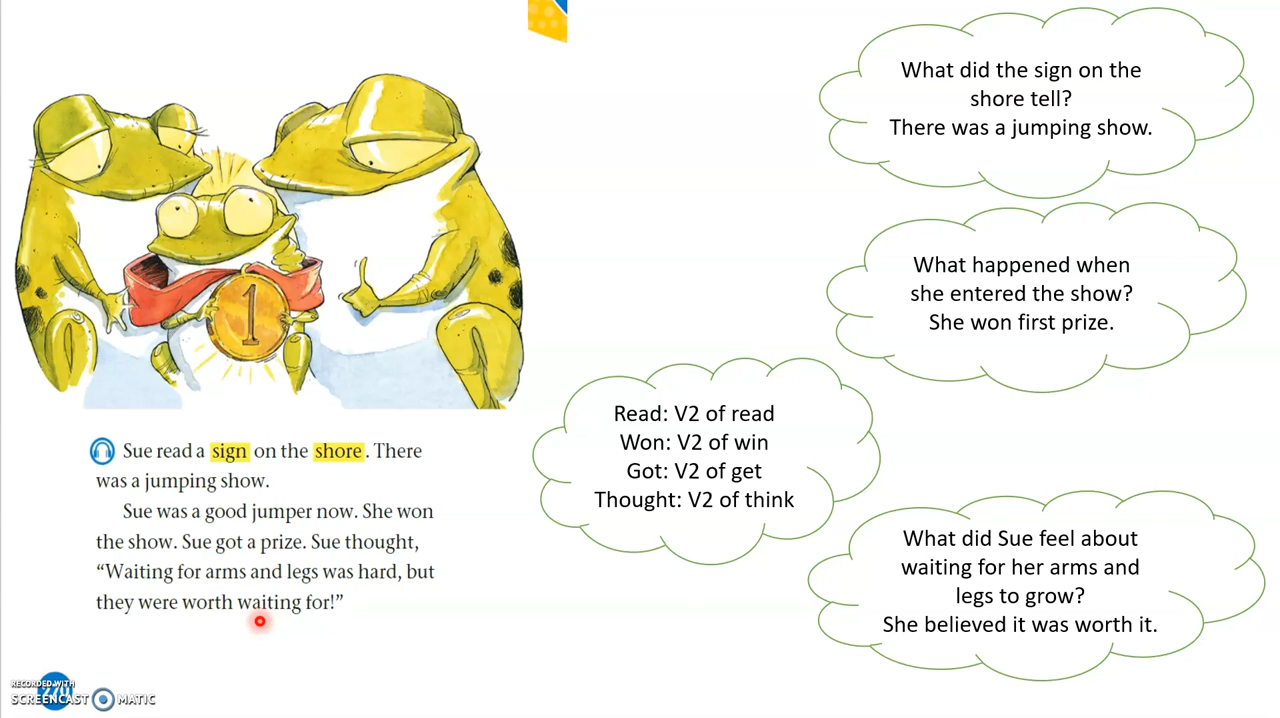 1
Sue read a sign on the shore. There
was a jumping show.
Sue was a good jumper now. She won
the show. Sue got a prize. Sue thought,
“Waiting for arms and legs was hard, but
they were worth waiting for!”
What did the sign on the
shore tell?
There was a jumping show.
What happened when
she entered the show?
She won first prize.
Read: V2 of read
Won: V2 of win
Got: V2 of get
Thought: V2 of think
What did Sue feel about
waiting for her arms and
legs to grow?
She believed it was worth it.
RECORDED WITH
SCREENCAST MATIC